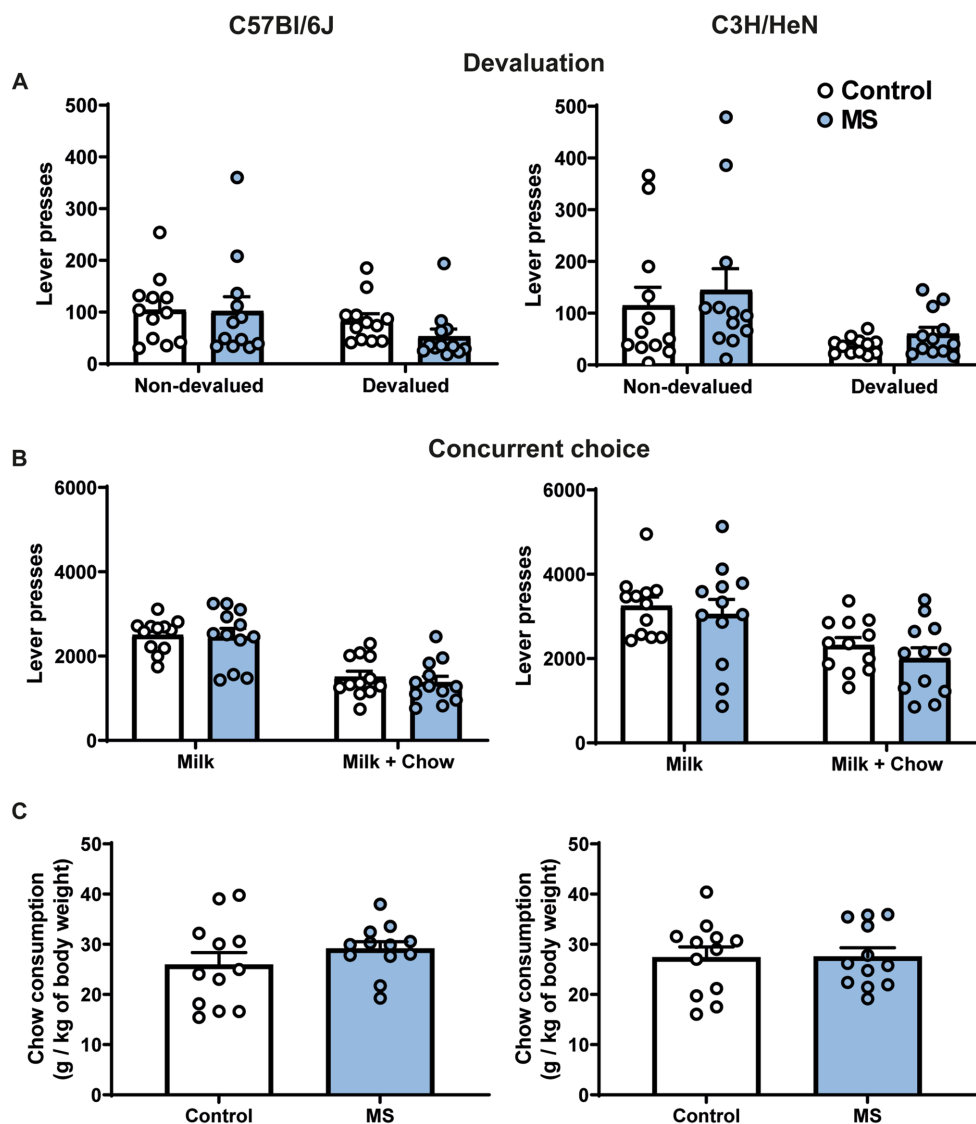 C57Bl/6J
C3H/HeN
Devaluation
A
Control
MS
Lever presses
500
400
300
200
100
0
Non-devalued
Devalued
Lever presses
500
400
300
200
100
0
Non-devalued
Devalued
B
Concurrent choice
Lever presses
6000
4000
2000
0
Milk
Milk + Chow
Lever presses
6000
4000
2000
0
Milk
Milk + Chow
C
Chow consumption
(g / kg of body weight)
50
40
30
20
10
0
Control
MS
Chow consumption
(g / kg of body weight)
50
40
30
20
10
0
Control
MS